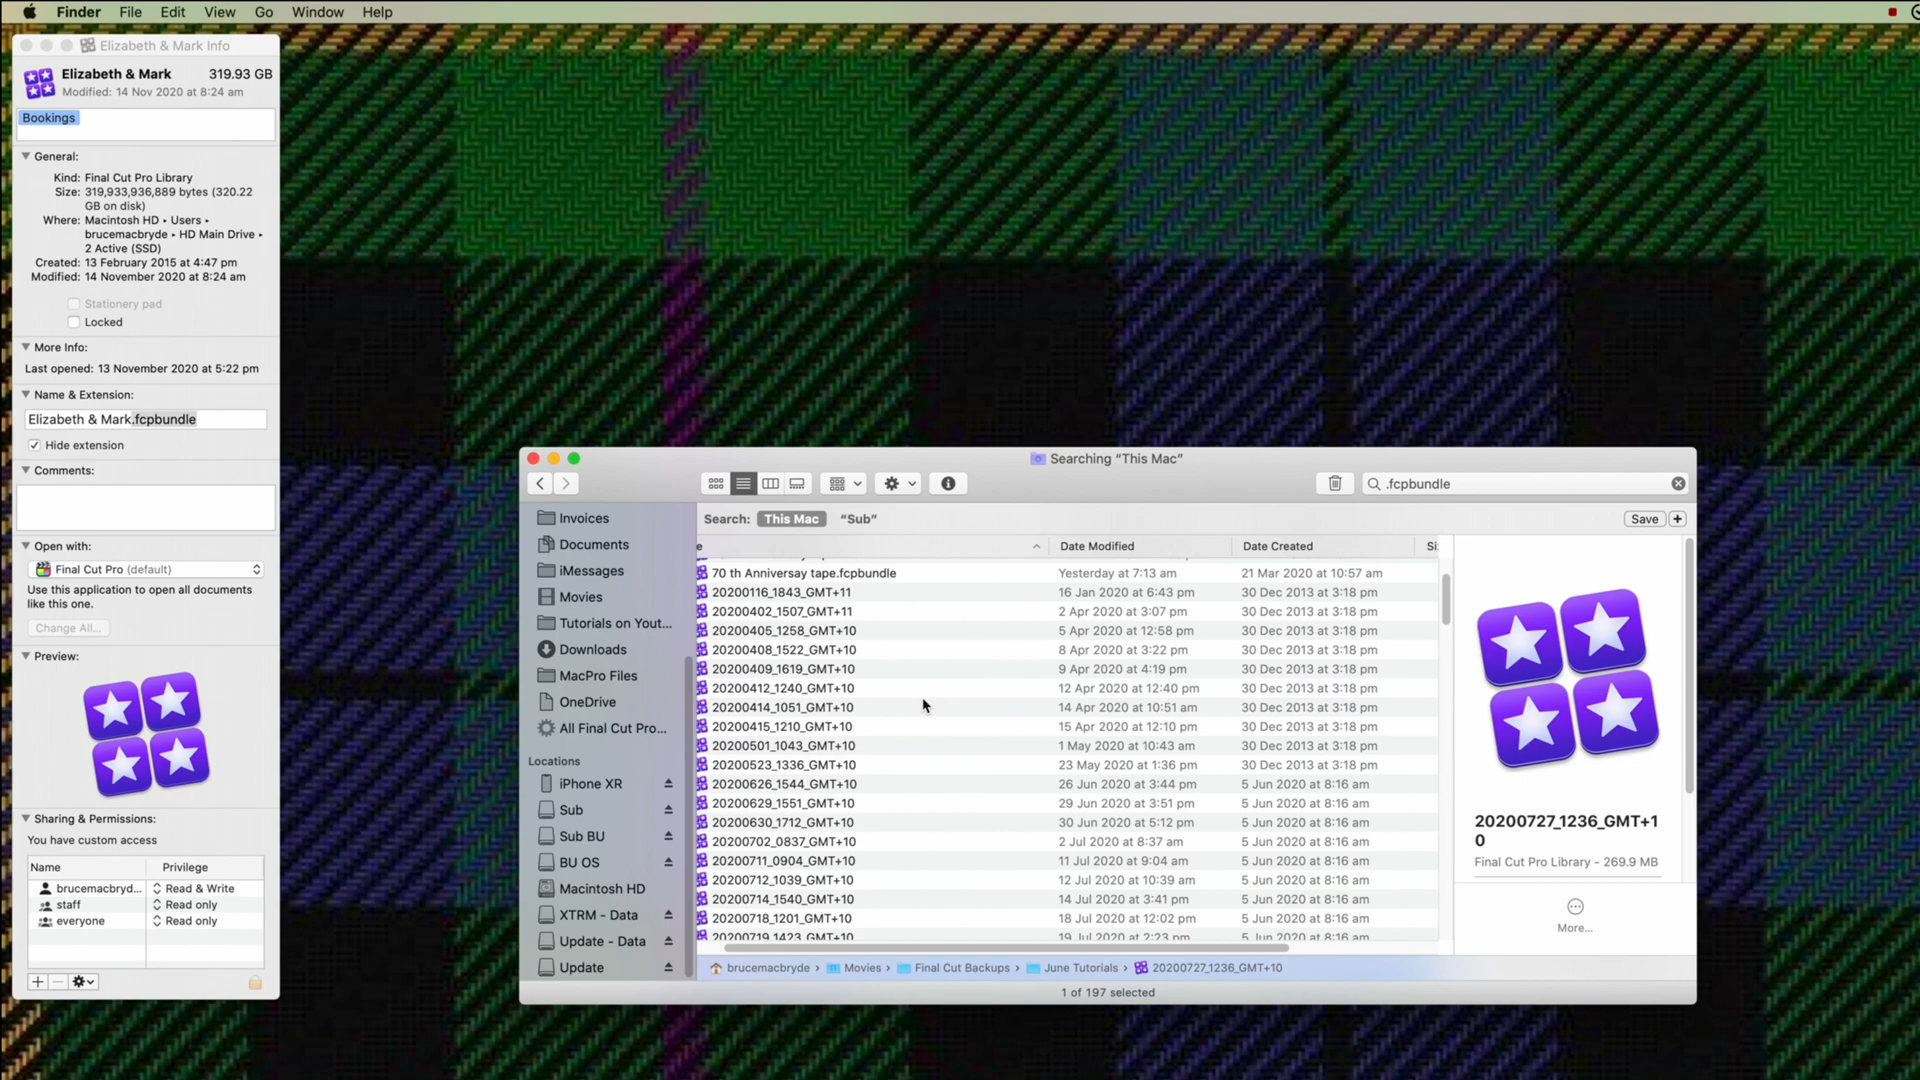 Finder File Edit View Go Window Help
Elizabeth & Mark Info
Elizabeth & Mark 319.93 GB
Modified: 14 Nov 2020 at 8:24 am
Bookings
General:
Kind: Final Cut Pro Library
Size: 319,933,936,889 bytes (320.22
GB on disk)
Where: Macintosh HD ▸ Users ▸
brucemacbryde ▸ HD Main Drive ▸
2 Active (SSD)
Created: 13 February 2015 at 4:47 pm
Modified: 14 November 2020 at 8:24 am
Stationery pad
Locked
More Info:
Last opened: 13 November 2020 at 5:22 pm
Name & Extension:
Elizabeth & Mark.fcpbundle
Hide extension
Comments:
Open with:
Final Cut Pro (default)
Use this application to open all documents
like this one.
Change All...
Preview:
Sharing & Permissions:
You have custom access
Name Privilege
brucemacbryd... Read & Write
staff Read only
everyone Read only
Searching “This Mac”
.fcpbundle
Search: This Mac “Sub” Save
Invoices
Documents
iMessages
Movies
Tutorials on Yout...
Downloads
MacPro Files
OneDrive
All Final Cut Pro...
Locations
iPhone XR
Sub
Sub BU
BU OS
Macintosh HD
XTRM - Data
Update - Data
Update
e Date Modified Date Created Si
70 th Anniversay tape.fcpbundle Yesterday at 7:13 am 21 Mar 2020 at 10:57 am
20200116_1843_GMT+11 16 Jan 2020 at 6:43 pm 30 Dec 2013 at 3:18 pm
20200402_1507_GMT+11 2 Apr 2020 at 3:07 pm 30 Dec 2013 at 3:18 pm
20200405_1258_GMT+10 5 Apr 2020 at 12:58 pm 30 Dec 2013 at 3:18 pm
20200408_1522_GMT+10 8 Apr 2020 at 3:22 pm 30 Dec 2013 at 3:18 pm
20200409_1619_GMT+10 9 Apr 2020 at 4:19 pm 30 Dec 2013 at 3:18 pm
20200412_1240_GMT+10 12 Apr 2020 at 12:40 pm 30 Dec 2013 at 3:18 pm
20200414_1051_GMT+10 14 Apr 2020 at 10:51 am 30 Dec 2013 at 3:18 pm
20200415_1210_GMT+10 15 Apr 2020 at 12:10 pm 30 Dec 2013 at 3:18 pm
20200501_1043_GMT+10 1 May 2020 at 10:43 am 30 Dec 2013 at 3:18 pm
20200523_1336_GMT+10 23 May 2020 at 1:36 pm 30 Dec 2013 at 3:18 pm
20200626_1544_GMT+10 26 Jun 2020 at 3:44 pm 5 Jun 2020 at 8:16 am
20200629_1551_GMT+10 29 Jun 2020 at 3:51 pm 5 Jun 2020 at 8:16 am
20200630_1712_GMT+10 30 Jun 2020 at 5:12 pm 5 Jun 2020 at 8:16 am
20200702_0837_GMT+10 2 Jul 2020 at 8:37 am 5 Jun 2020 at 8:16 am
20200711_0904_GMT+10 11 Jul 2020 at 9:04 am 5 Jun 2020 at 8:16 am
20200712_1039_GMT+10 12 Jul 2020 at 10:39 am 5 Jun 2020 at 8:16 am
20200714_1540_GMT+10 14 Jul 2020 at 3:41 pm 5 Jun 2020 at 8:16 am
20200718_1201_GMT+10 18 Jul 2020 at 12:02 pm 5 Jun 2020 at 8:16 am
20200719_1423_GMT+10 19 Jul 2020 at 2:23 pm 5 Jun 2020 at 8:16 am
20200727_1236_GMT+1
0
Final Cut Pro Library - 269.9 MB
More...
brucemacbryde › Movies › Final Cut Backups › June Tutorials › 20200727_1236_GMT+10
1 of 197 selected